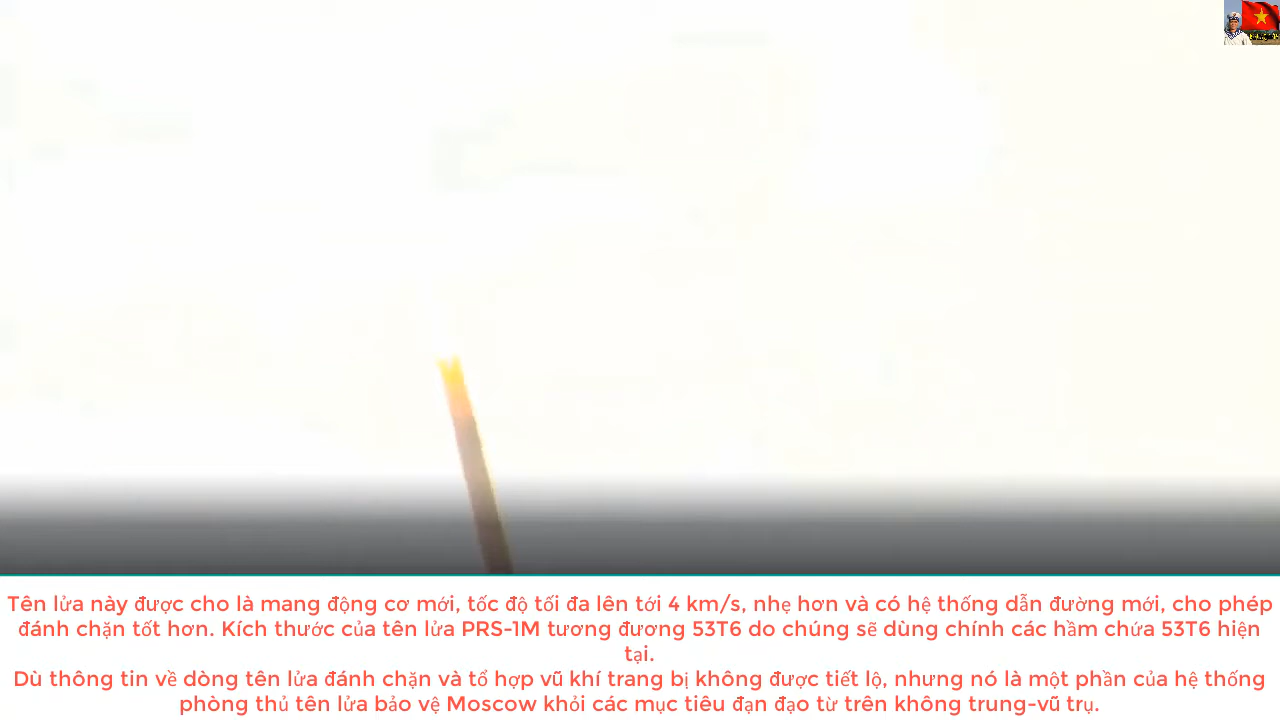 Tên lửa này được cho là mang động cơ mới, tốc độ tối đa lên tới 4 km/s, nhẹ hơn và có hệ thống dẫn đường mới, cho phép
đánh chặn tốt hơn. Kích thước của tên lửa PRS-1M tương đương 53T6 do chúng sẽ dùng chính các hầm chứa 53T6 hiện
tại.
Dù thông tin về dòng tên lửa đánh chặn và tổ hợp vũ khí trang bị không được tiết lộ, nhưng nó là một phần của hệ thống
phòng thủ tên lửa bảo vệ Moscow khỏi các mục tiêu đạn đạo từ trên không trung-vũ trụ.